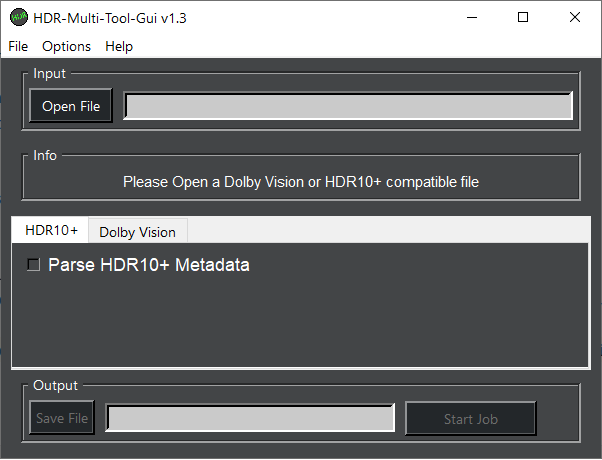 HDR HDR-Multi-Tool-Gui v1.3
File Options Help
Input
Open File
Info
Please Open a Dolby Vision or HDR10+ compatible file
HDR10+ Dolby Vision
Parse HDR10+ Metadata
Output
Save File Start Job